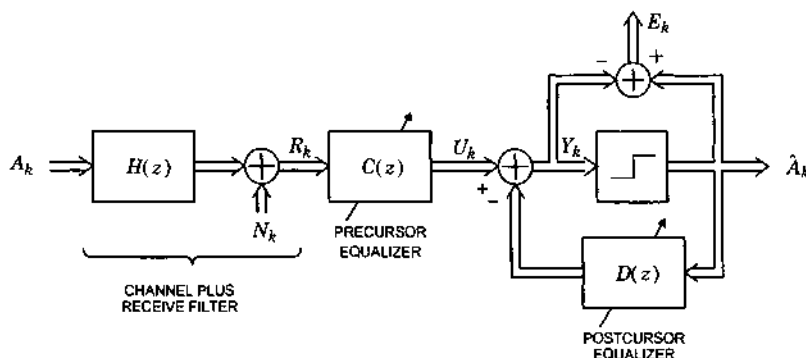 E_k
− +
A_k H(z) R_k C(z) U_k Y_k Â_k
+
−
N_k
PRECURSOR
EQUALIZER
D(z)
CHANNEL PLUS
RECEIVE FILTER
POSTCURSOR
EQUALIZER